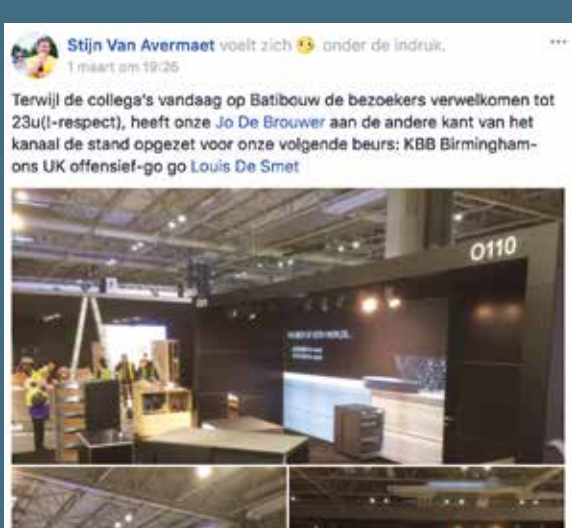 Stijn Van Avermaet voelt zich onder de indruk.
1 maart om 19:26
Terwijl de collega's vandaag op Batibouw de bezoekers verwelkomen tot
23u(!-respect), heeft onze Jo De Brouwer aan de andere kant van het
kanaal de stand opgezet voor onze volgende beurs: KBB Birmingham-
ons UK offensief-go go Louis De Smet
O110